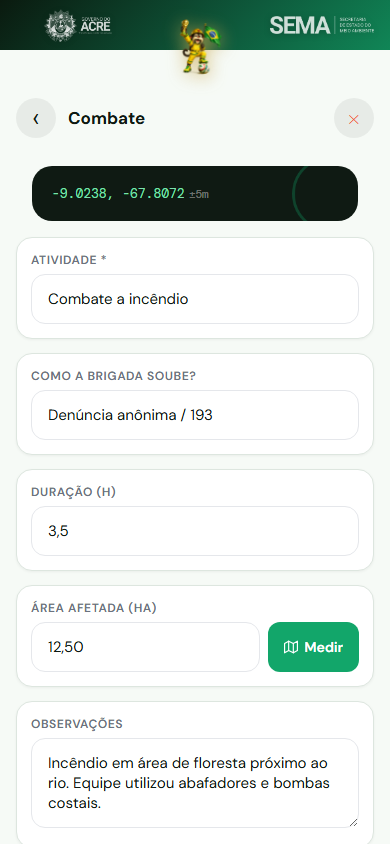 GOVERNO DO
ACRE
SEMA
SECRETARIA
DE ESTADO DO
MEIO AMBIENTE
Combate
-9.0238, -67.8072 ±5m
ATIVIDADE *
Combate a incêndio
COMO A BRIGADA SOUBE?
Denúncia anônima / 193
DURAÇÃO (H)
3,5
ÁREA AFETADA (HA)
12,50
Medir
OBSERVAÇÕES
Incêndio em área de floresta próximo ao
rio. Equipe utilizou abafadores e bombas
costais.